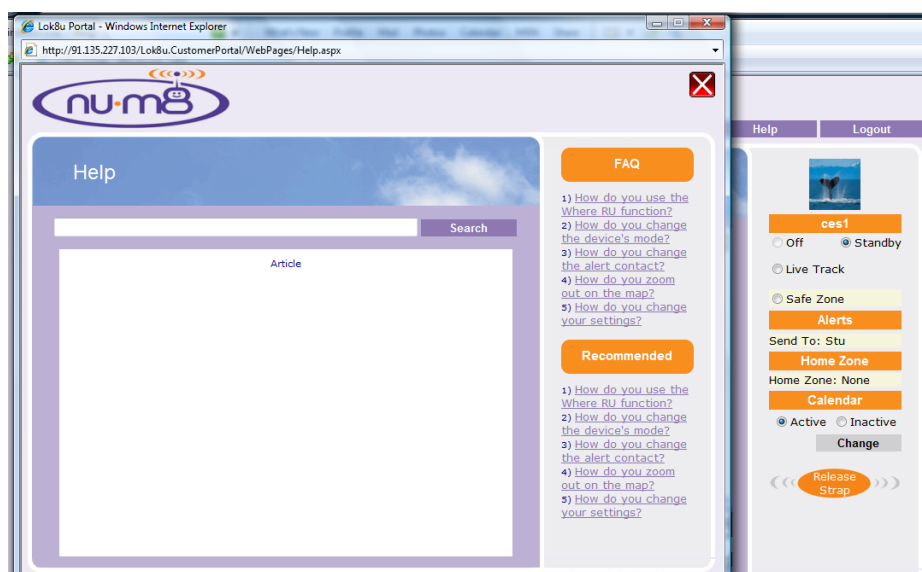 Lok8u Portal - Windows Internet Explorer
http://91.135.227.103/Lok8u.CustomerPortal/WebPages/Help.aspx
nu·m8
Help
Search
Article
FAQ
1) How do you use the
Where RU function?
2) How do you change
the device's mode?
3) How do you change
the alert contact?
4) How do you zoom
out on the map?
5) How do you change
your settings?
Recommended
1) How do you use the
Where RU function?
2) How do you change
the device's mode?
3) How do you change
the alert contact?
4) How do you zoom
out on the map?
5) How do you change
your settings?
Help
Logout
ces1
Off
Standby
Live Track
Safe Zone
Alerts
Send To: Stu
Home Zone
Home Zone: None
Calendar
Active
Inactive
Change
Release
Strap